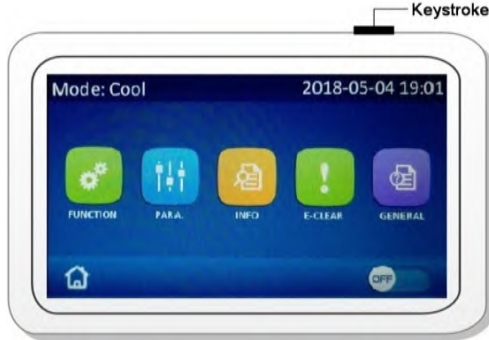 Keystroke
Mode: Cool 2018-05-04 19:01
FUNCTION PARA. INFO E-CLEAR GENERAL
OFF